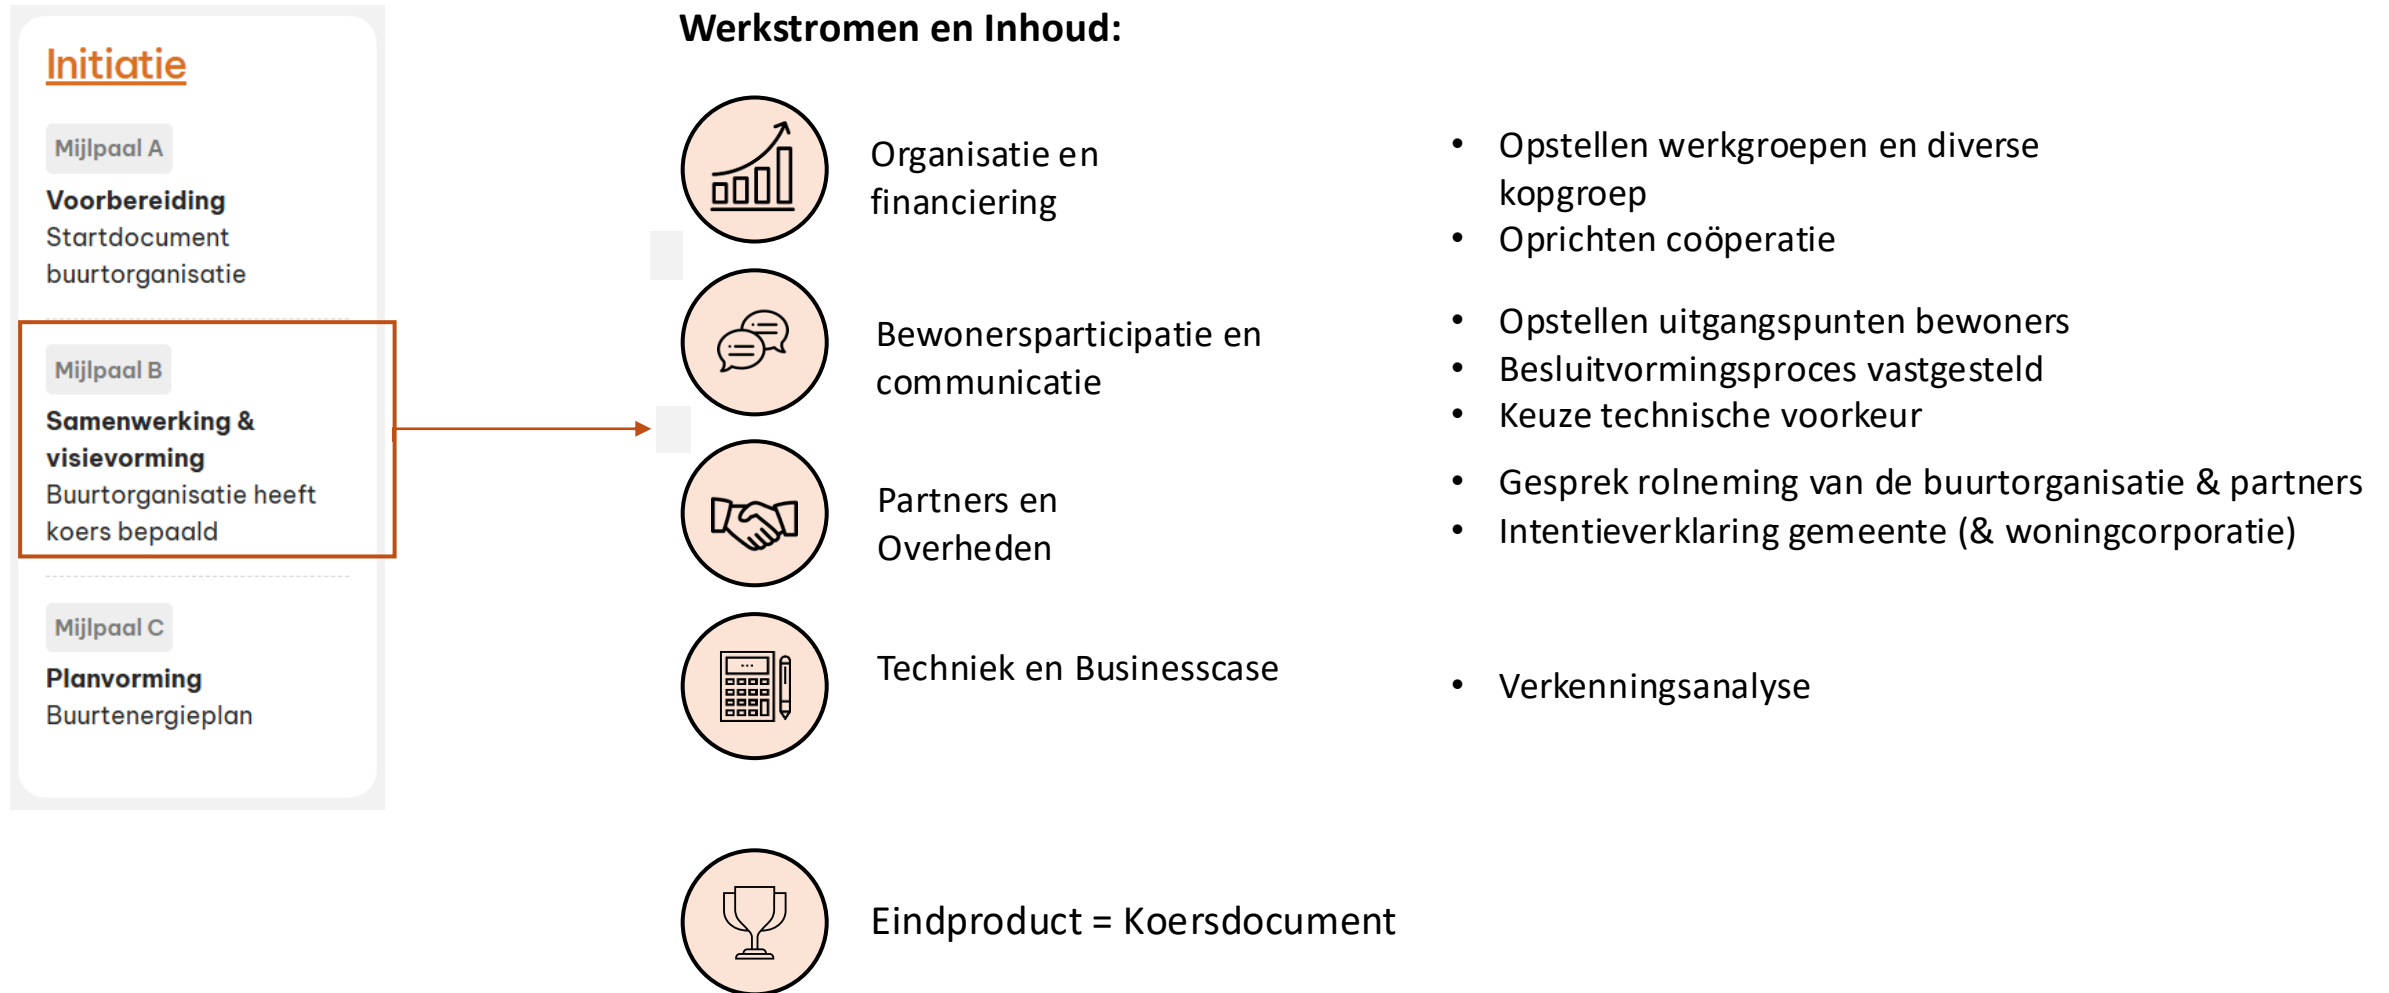 Initiatie
Mijlpaal A
Voorbereiding
Startdocument
buurtorganisatie
Mijlpaal B
Samenwerking &
visievorming
Buurtorganisatie heeft
koers bepaald
Mijlpaal C
Planvorming
Buurtenergieplan
Werkstromen en Inhoud:
Organisatie en
financiering
• Opstellen werkgroepen en diverse
kopgroep
• Oprichten coöperatie
Bewonersparticipatie en
communicatie
• Opstellen uitgangspunten bewoners
• Besluitvormingsproces vastgesteld
• Keuze technische voorkeur
Partners en
Overheden
• Gesprek rolneming van de buurtorganisatie & partners
• Intentieverklaring gemeente (& woningcorporatie)
Techniek en Businesscase
• Verkenningsanalyse
Eindproduct = Koersdocument